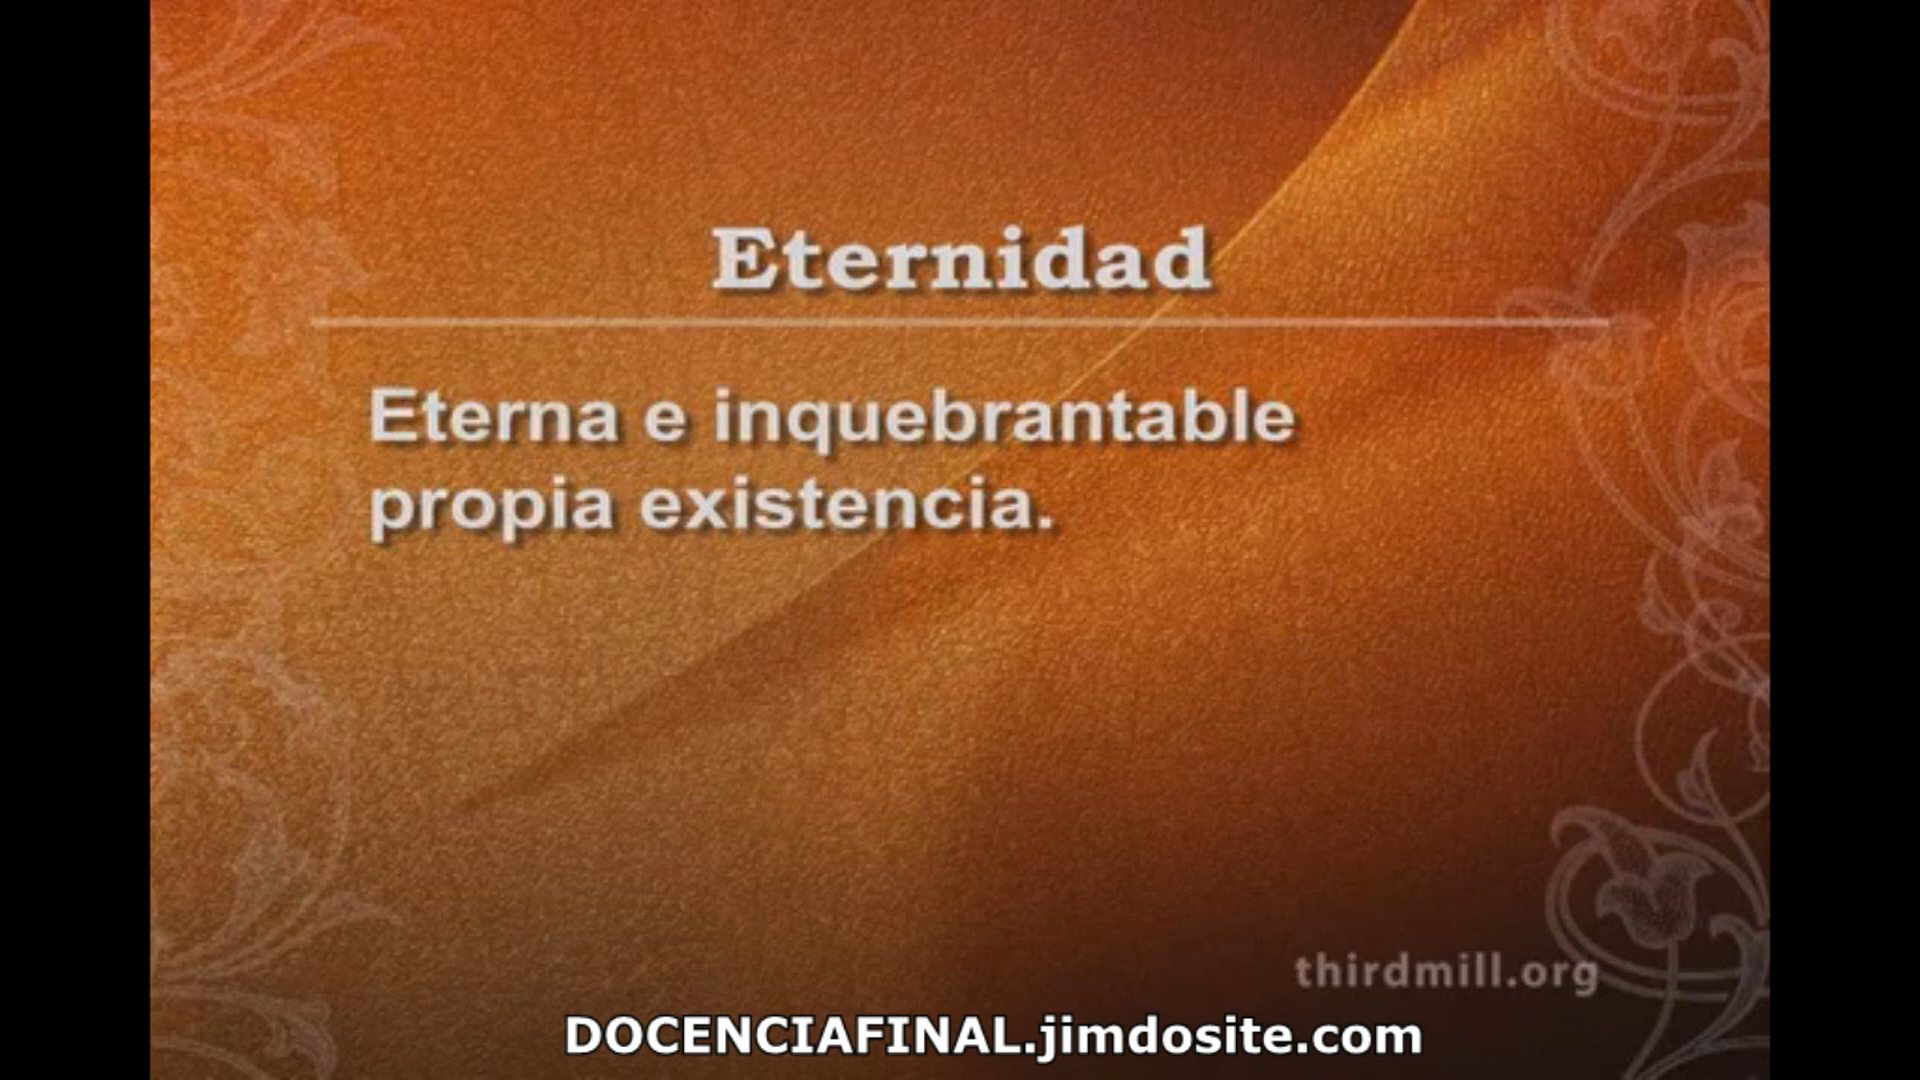 Eternidad
Eterna e inquebrantable
propia existencia.
thirdmill.org
DOCENCIAFINAL.jimdosite.com